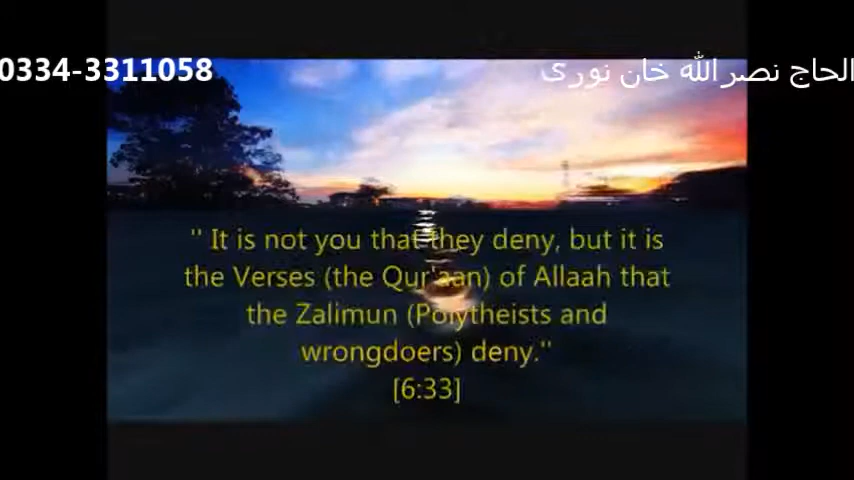 0334-3311058
الحاج نصرالله خان نوری
'' It is not you that they deny, but it is
the Verses (the Qur'aan) of Allaah that
the Zalimun (Polytheists and
wrongdoers) deny.''
[6:33]